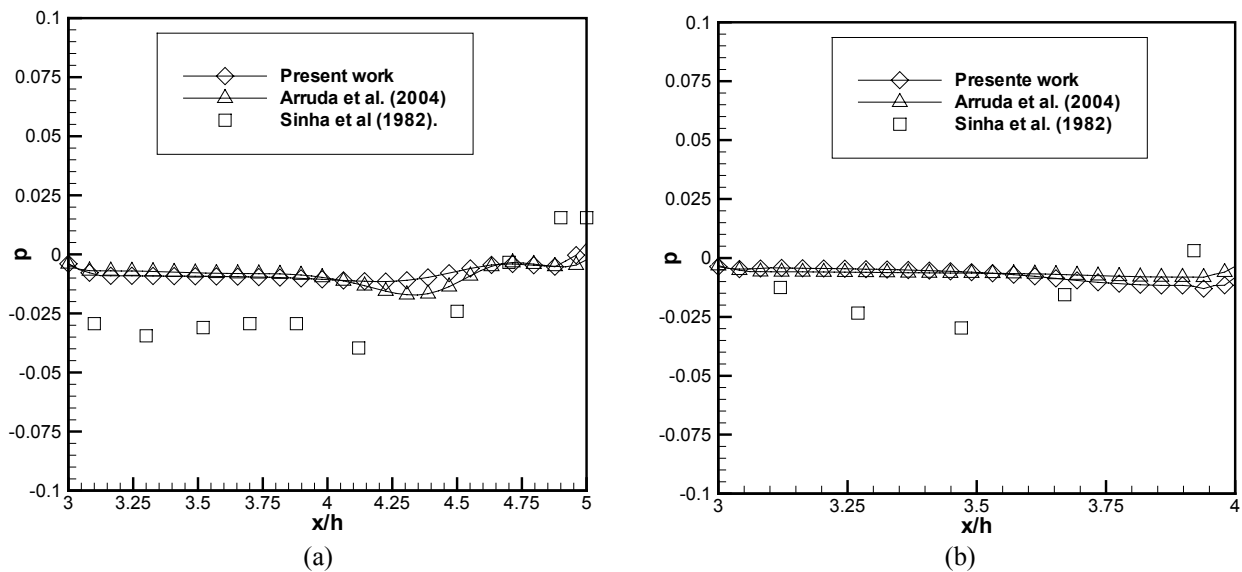 0.1
0.075
0.05
0.025
0
-0.025
-0.05
-0.075
-0.1
p
Present work
Arruda et al. (2004)
Sinha et al (1982).
3
3.25
3.5
3.75
4
4.25
4.5
4.75
5
x/h
(a)
0.1
0.075
0.05
0.025
0
-0.025
-0.05
-0.075
-0.1
p
Presente work
Arruda et al. (2004)
Sinha et al. (1982)
3
3.25
3.5
3.75
4
x/h
(b)